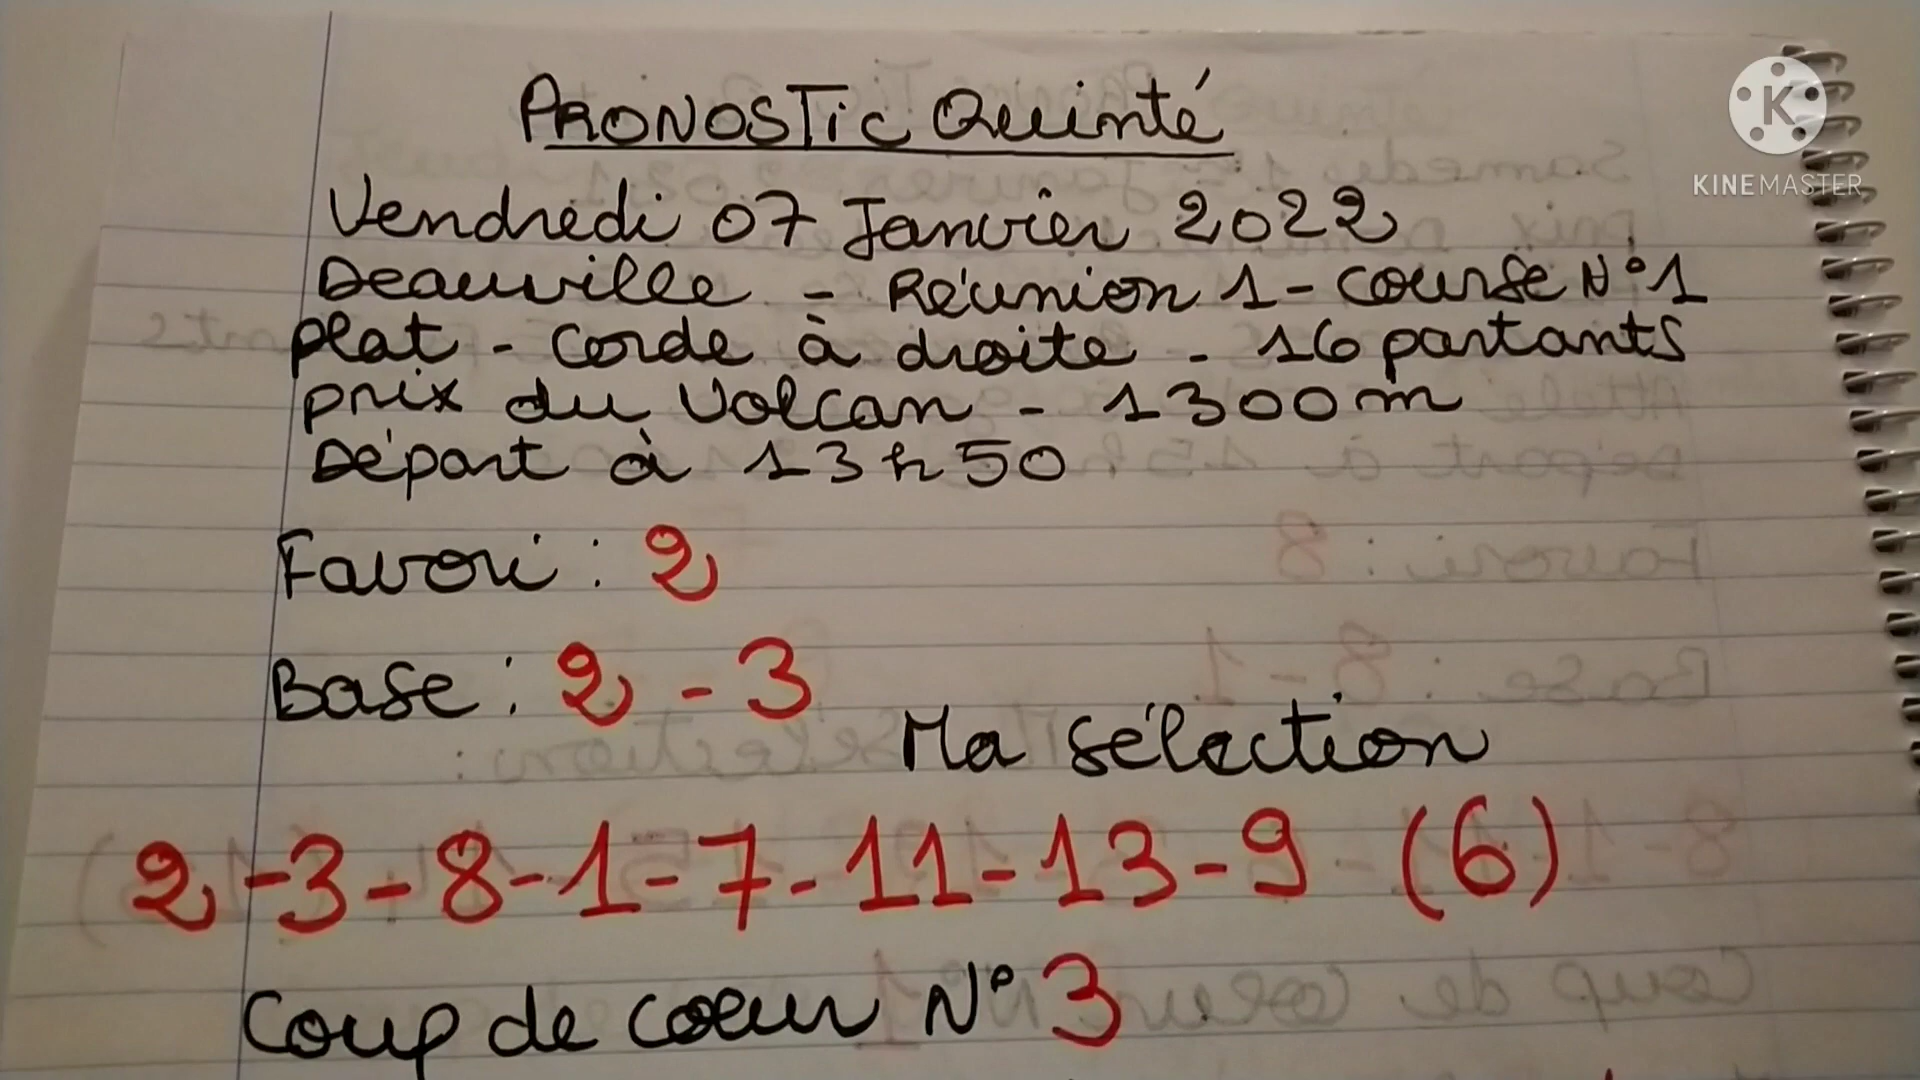 PRONOSTic Quinté
Vendredi 07 Janvier 2022
Deauville - Réunion 1 - course N°1
plat - corde à droite - 16 partants
prix du Volcan - 1300m
Départ à 13h50
Favori : 2
Base : 2 - 3
Ma sélection
2 - 3 - 8 - 1 - 7 - 11 - 13 - 9 (6)
Coup de coeur N° 3
KINEMASTER